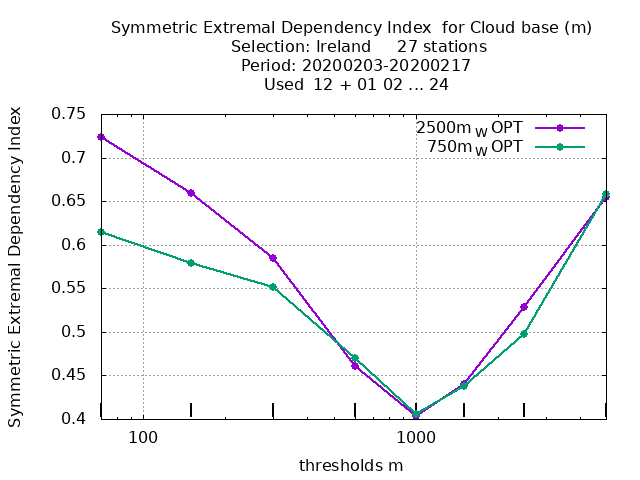 Symmetric Extremal Dependency Index for Cloud base (m)
Selection: Ireland 27 stations
Period: 20200203-20200217
Used 12 + 01 02 ... 24
2500m W OPT
750m W OPT
Symmetric Extremal Dependency Index
0.75
0.7
0.65
0.6
0.55
0.5
0.45
0.4
100 1000
thresholds m